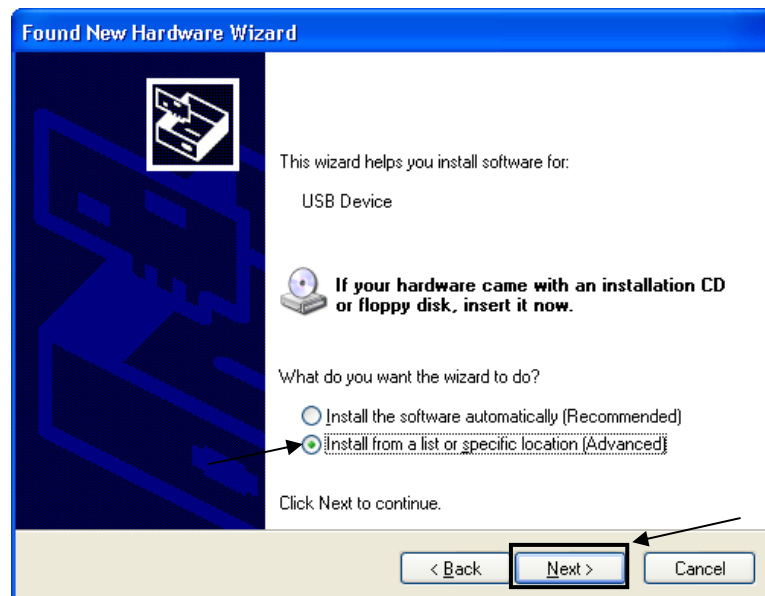 Found New Hardware Wizard
This wizard helps you install software for:
USB Device
If your hardware came with an installation CD
or floppy disk, insert it now.
What do you want the wizard to do?
Install the software automatically (Recommended)
Install from a list or specific location (Advanced)
Click Next to continue.
< Back Next > Cancel